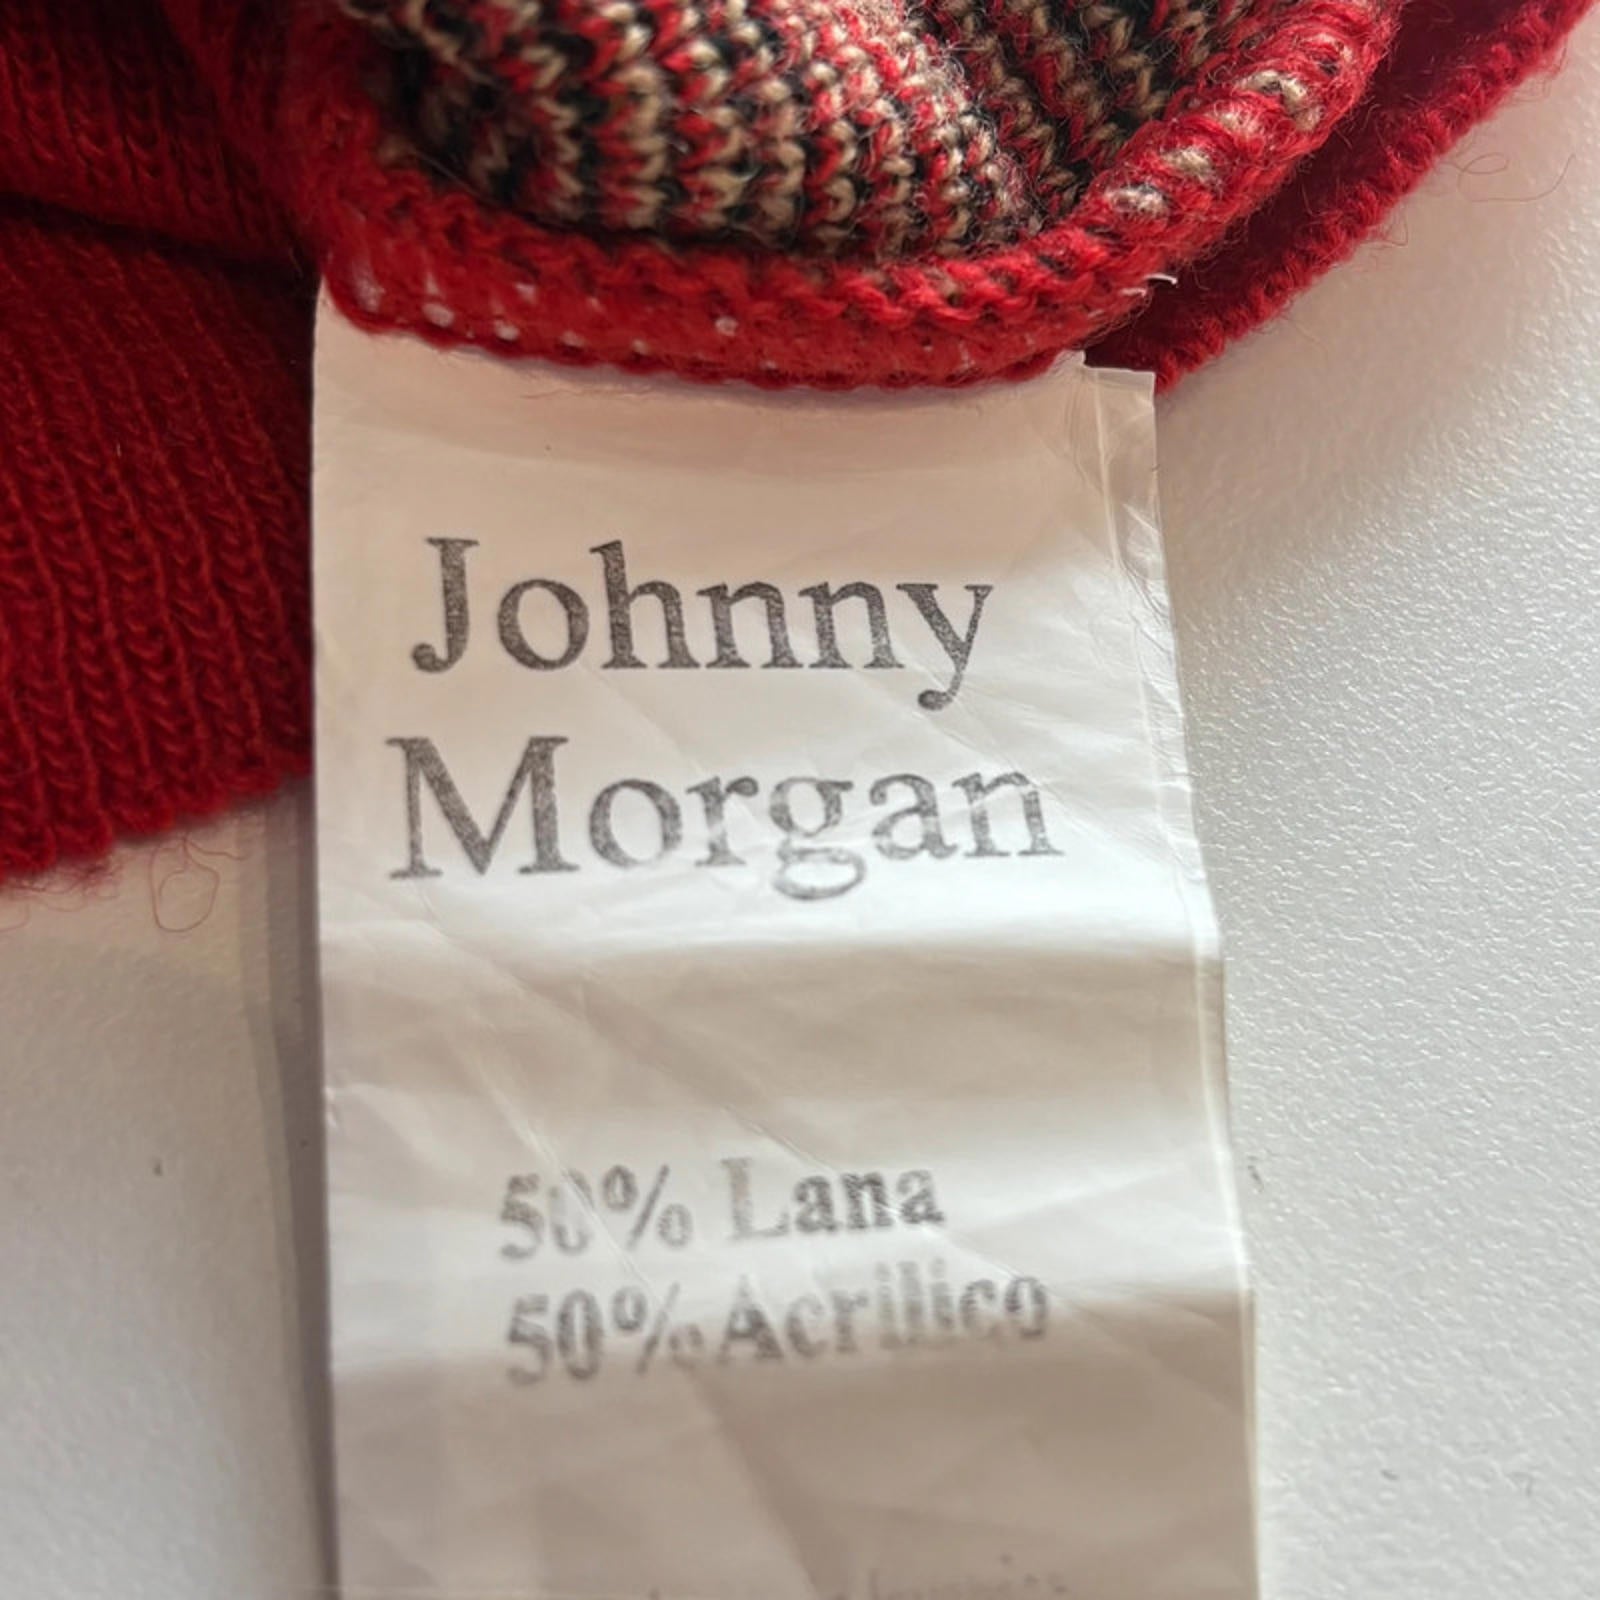 Johnny
Morgan
50% Lana
50% Acrilico